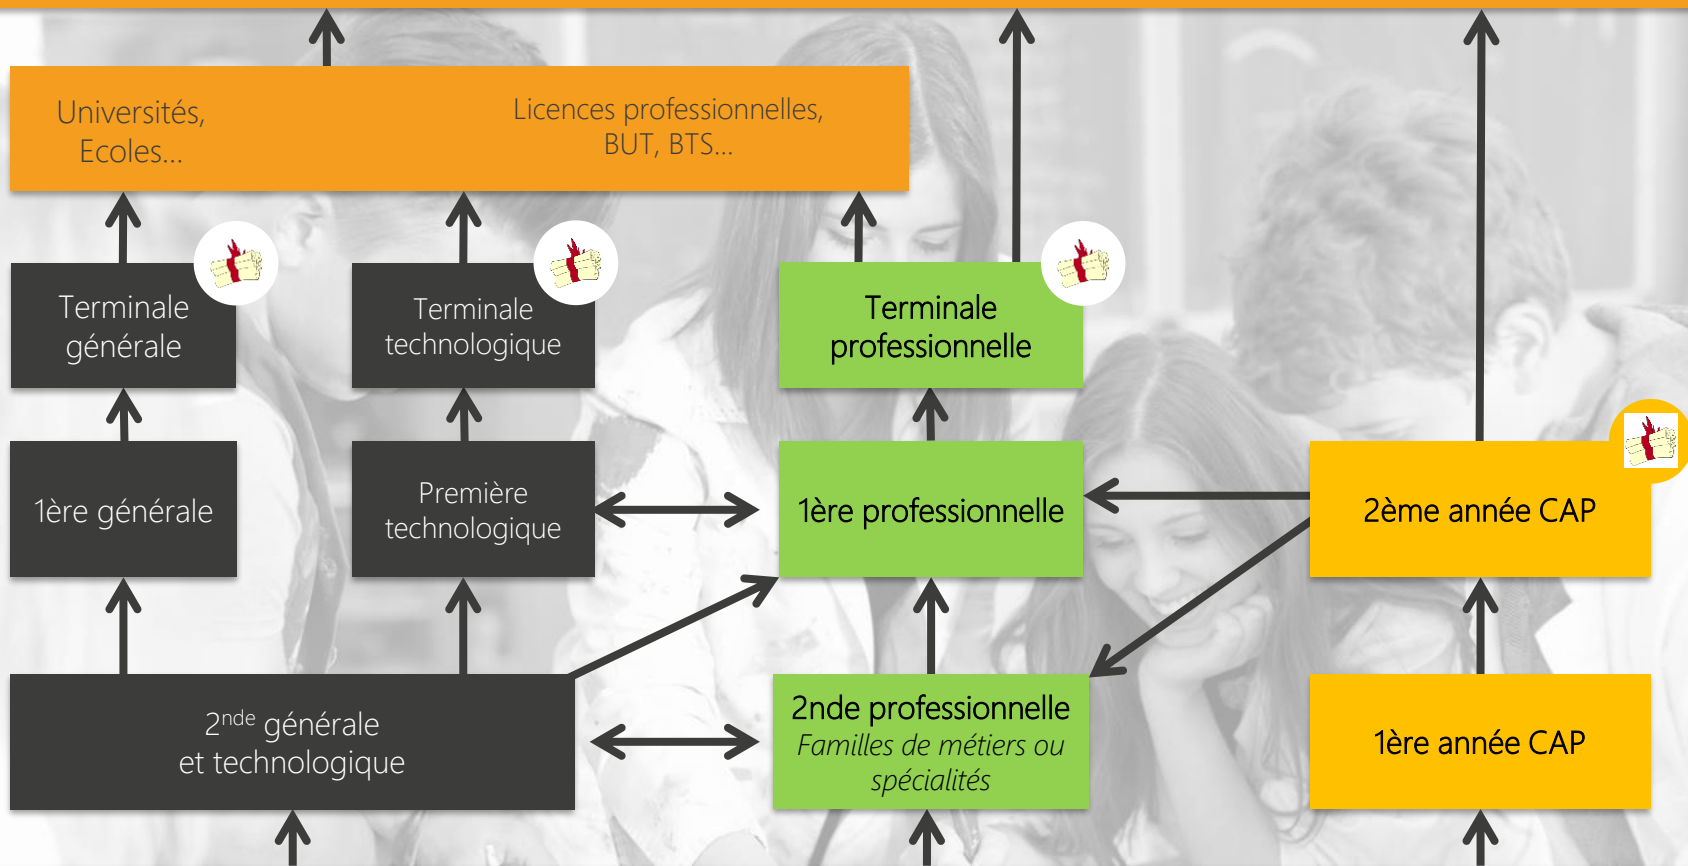 Universités,
Ecoles...
Licences professionnelles,
BUT, BTS...
Terminale
générale
Terminale
technologique
Terminale
professionnelle
1ère générale
Première
technologique
1ère professionnelle
2ème année CAP
2nde générale
et technologique
2nde professionnelle
Familles de métiers ou
spécialités
1ère année CAP